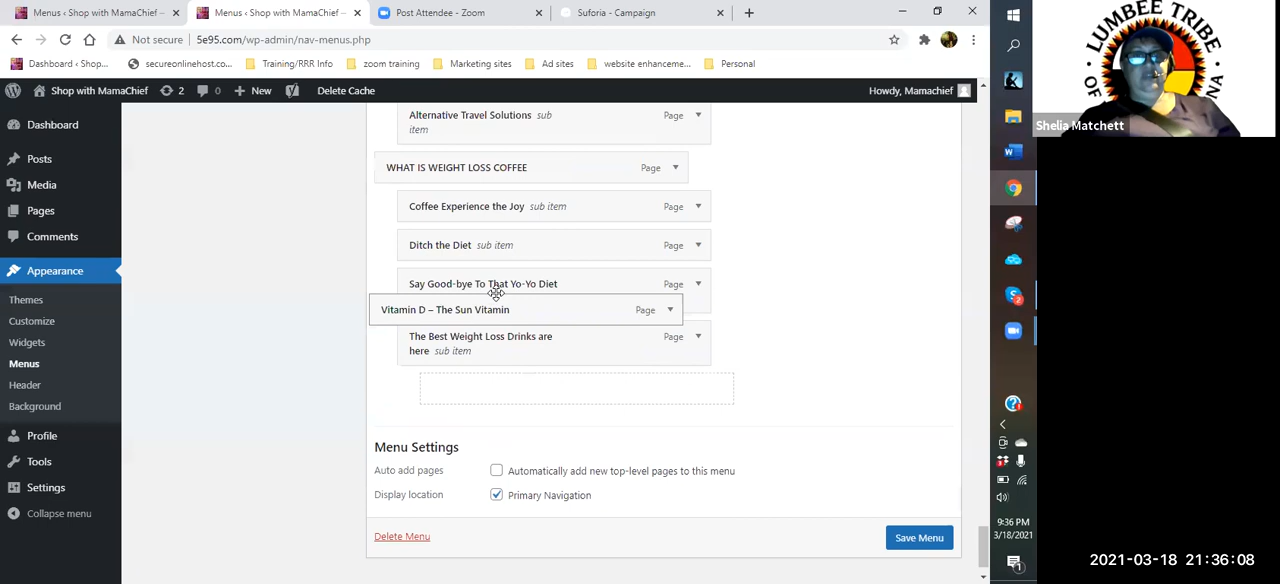 Menus ‹ Shop with MamaChief —
Menus ‹ Shop with MamaChief —
Post Attendee - Zoom
Suforia - Campaign
Not secure
5e95.com/wp-admin/nav-menus.php
Dashboard ‹ Shop...
secureonlinehost.co...
Training/RRR Info
zoom training
Marketing sites
Ad sites
website enhanceme...
Personal
Shop with MamaChief
2
0
New
Delete Cache
Howdy, Mamachief
Dashboard
Posts
Media
Pages
Comments
Appearance
Themes
Customize
Widgets
Menus
Header
Background
Profile
Tools
Settings
Collapse menu
Alternative Travel Solutions sub
item
Page
WHAT IS WEIGHT LOSS COFFEE
Page
Coffee Experience the Joy sub item
Page
Ditch the Diet sub item
Page
Say Good-bye To That Yo-Yo Diet
Page
Vitamin D – The Sun Vitamin
Page
The Best Weight Loss Drinks are
here sub item
Page
Menu Settings
Auto add pages
Automatically add new top-level pages to this menu
Display location
Primary Navigation
Delete Menu
Save Menu
9:36 PM
3/18/2021
LUMBEE TRIBE
OF
NA
Shelia Matchett
2021-03-18 21:36:08